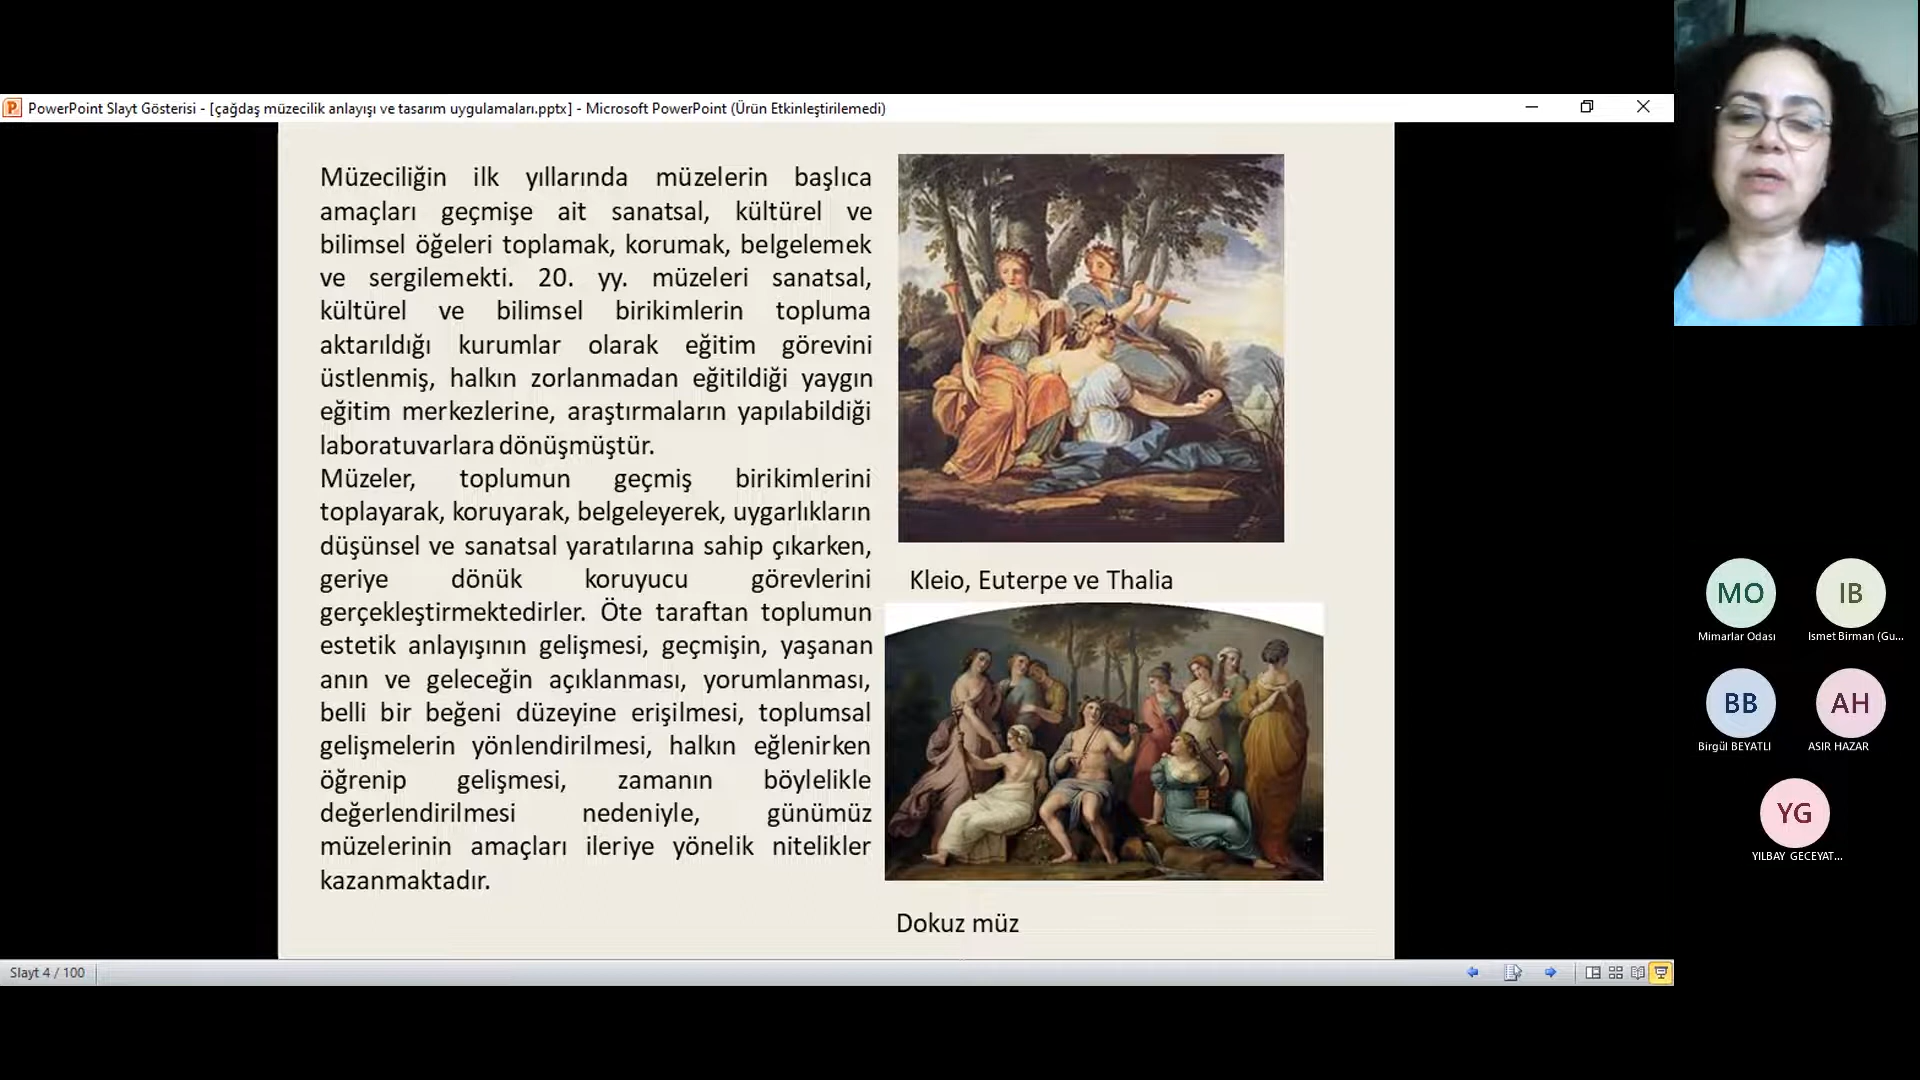 PowerPoint Slayt Gösterisi - [çağdaş müzecilik anlayışı ve tasarım uygulamaları.pptx] - Microsoft PowerPoint (Ürün Etkinleştirilemedi)
Müzeciliğin ilk yıllarında müzelerin başlıca
amaçları geçmişe ait sanatsal, kültürel ve
bilimsel öğeleri toplamak, korumak, belgelemek
ve sergilemekti. 20. yy. müzeleri sanatsal,
kültürel ve bilimsel birikimlerin topluma
aktarıldığı kurumlar olarak eğitim görevini
üstlenmiş, halkın zorlanmadan eğitildiği yaygın
eğitim merkezlerine, araştırmaların yapılabildiği
laboratuvarlara dönüşmüştür.
Müzeler, toplumun geçmiş birikimlerini
toplayarak, koruyarak, belgeleyerek, uygarlıkların
düşünsel ve sanatsal yaratılarına sahip çıkarken,
geriye dönük koruyucu görevlerini
gerçekleştirmektedirler. Öte taraftan toplumun
estetik anlayışının gelişmesi, geçmişin, yaşanan
anın ve geleceğin açıklanması, yorumlanması,
belli bir beğeni düzeyine erişilmesi, toplumsal
gelişmelerin yönlendirilmesi, halkın eğlenirken
öğrenip gelişmesi, zamanın böylelikle
değerlendirilmesi nedeniyle, günümüz
müzelerinin amaçları ileriye yönelik nitelikler
kazanmaktadır.
Kleio, Euterpe ve Thalia
Dokuz müz
Slayt 4 / 100
MO
Mimarlar Odası
IB
Ismet Birman (Gu...
BB
Birgül BEYATLI
AH
ASIR HAZAR
YG
YILBAY GECEYAT...